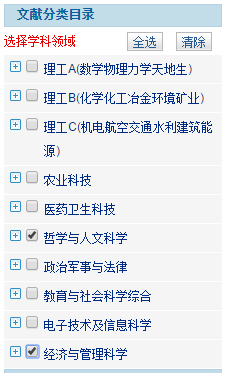 文献分类目录
选择学科领域 全选 清除
理工A(数学物理力学天地生)
理工B(化学化工冶金环境矿业)
理工C(机电航空交通水利建筑能
源)
农业科技
医药卫生科技
哲学与人文科学
政治军事与法律
教育与社会科学综合
电子技术及信息科学
经济与管理科学